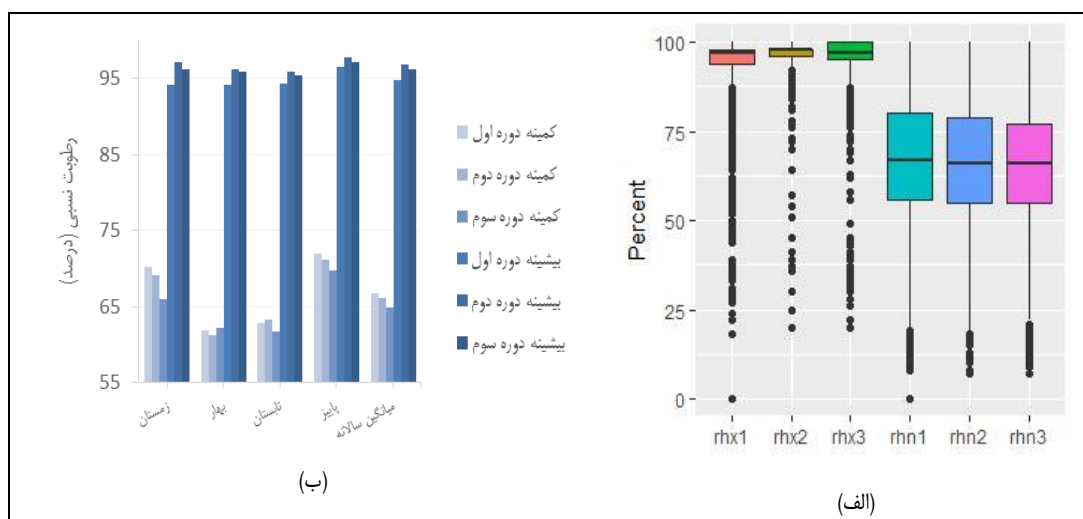 100
75
50
25
0
Percent
rhx1 rhx2 rhx3 rhn1 rhn2 rhn3
(الف)
95
85
75
65
55
رطوبت نسبی (درصد)
زمستان
بهار
تابستان
پاییز
میانگین سالانه
کمینه دوره اول
کمینه دوره دوم
کمینه دوره سوم
بیشینه دوره اول
بیشینه دوره دوم
بیشینه دوره سوم
(ب)